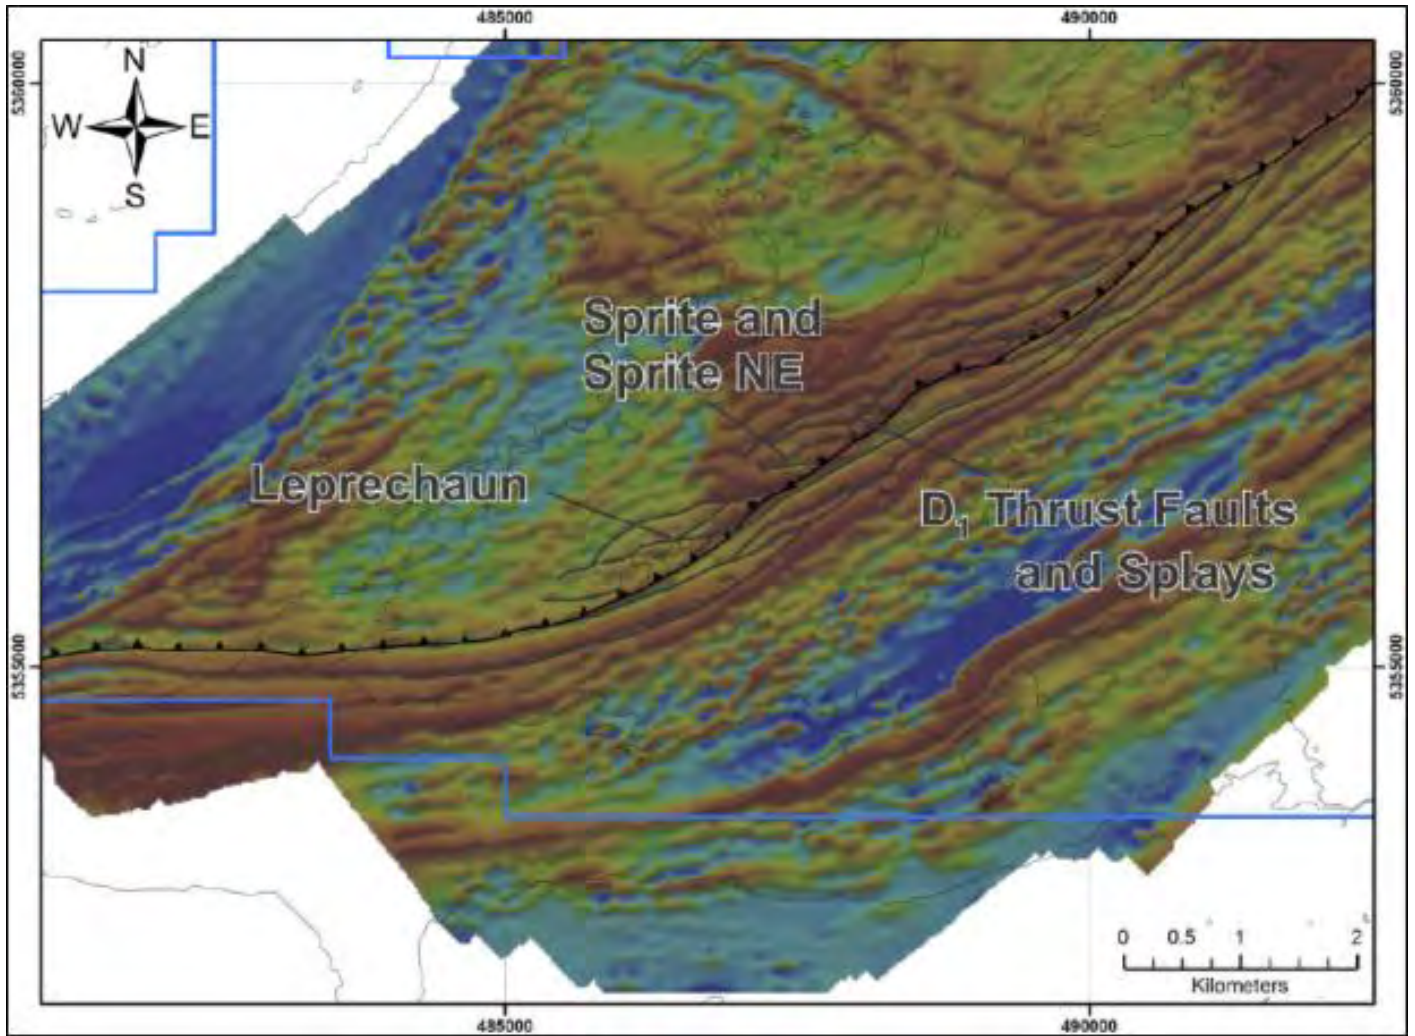 485000
490000
5360000
5360000
N
W
E
S
Sprite and
Sprite NE
Leprechaun
D₁ Thrust Faults
and Splays
5355000
5355000
0 0.5 1 2
Kilometers
485000
490000